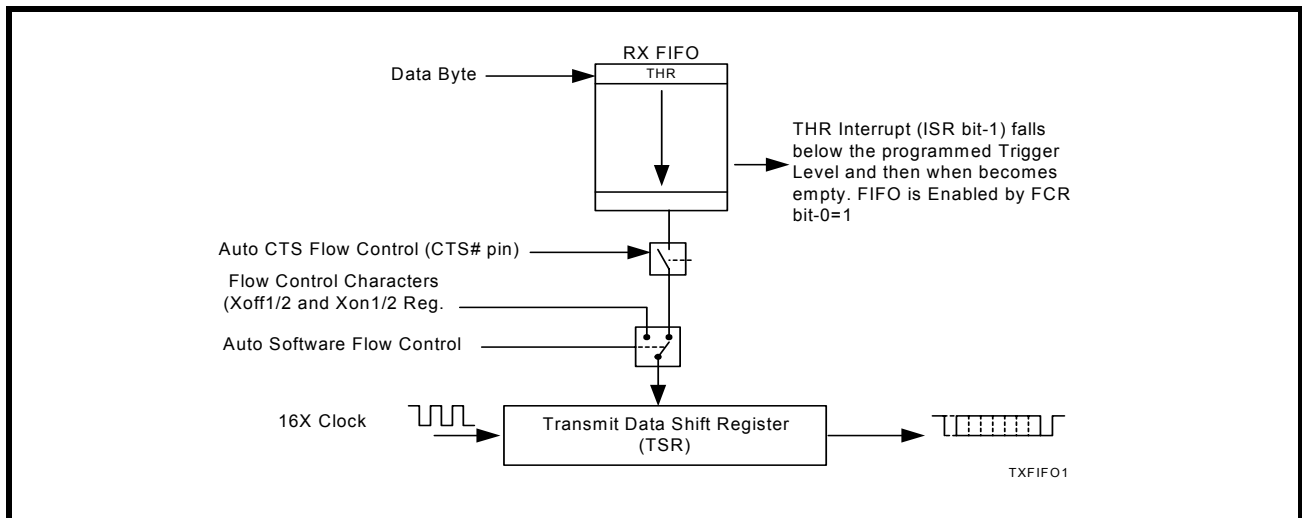 RX FIFO
THR
Data Byte
THR Interrupt (ISR bit-1) falls
below the programmed Trigger
Level and then when becomes
empty. FIFO is Enabled by FCR
bit-0=1
Auto CTS Flow Control (CTS# pin)
Flow Control Characters
(Xoff1/2 and Xon1/2 Reg.
Auto Software Flow Control
16X Clock
Transmit Data Shift Register
(TSR)
TXFIFO1